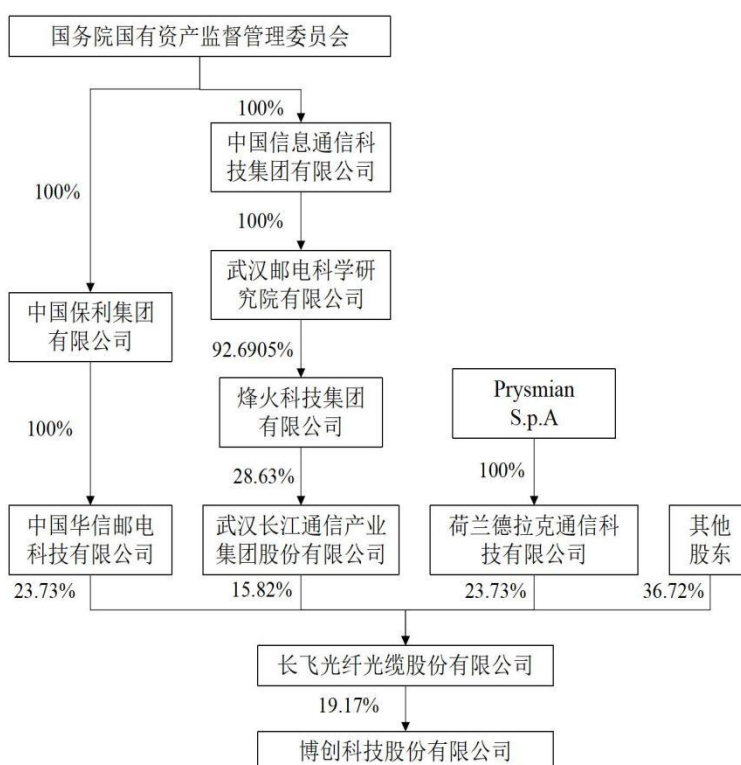 国务院国有资产监督管理委员会
100%
中国信息通信科
技集团有限公司
100%
100%
武汉邮电科学研
究院有限公司
中国保利集团
有限公司
92.6905%
烽火科技集团
有限公司
Prysmian
S.p.A
100%
28.63%
100%
中国华信邮电
科技有限公司
武汉长江通信产业
集团股份有限公司
荷兰德拉克通信科
技有限公司
其他
股东
23.73%
15.82%
23.73%
36.72%
长飞光纤光缆股份有限公司
19.17%
博创科技股份有限公司